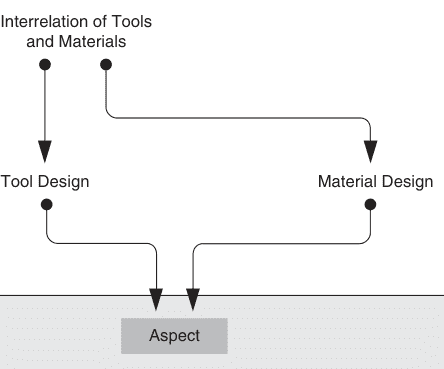 Interrelation of Tools
and Materials
Tool Design
Material Design
Aspect